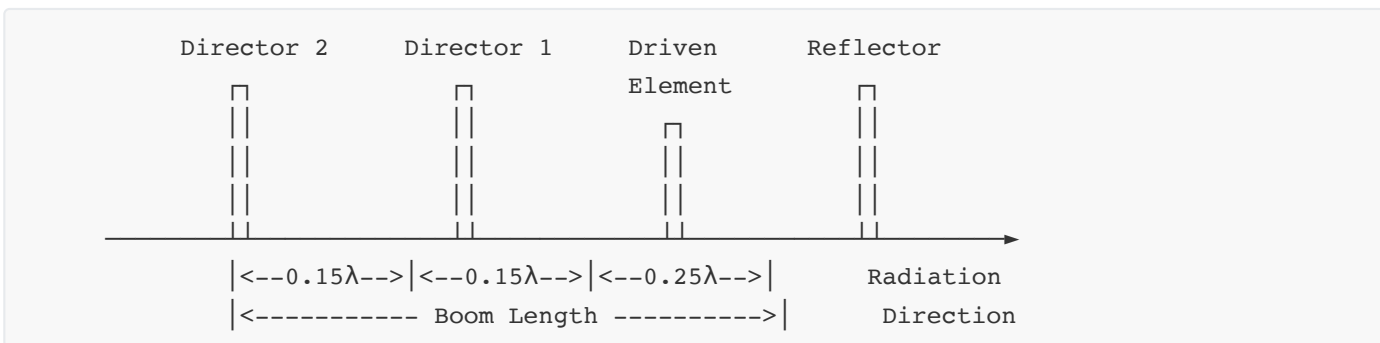 Director 2 Director 1 Driven Reflector
Element
|<--0.15λ-->|<--0.15λ-->|<--0.25λ-->| Radiation
|<----------- Boom Length ---------->| Direction